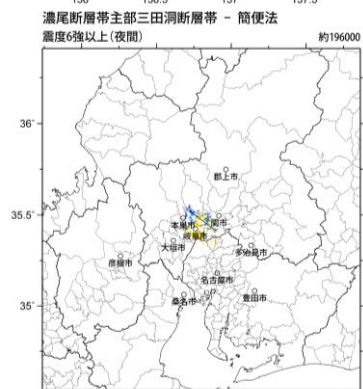 濃尾断層帯主部三田洞断層帯 － 簡便法
震度6強以上(夜間)
約196000
36°
郡上市
35.5°
本巣市
関市
岐阜市
大垣市
多治見市
彦根市
名古屋市
35°
桑名市
豊田市